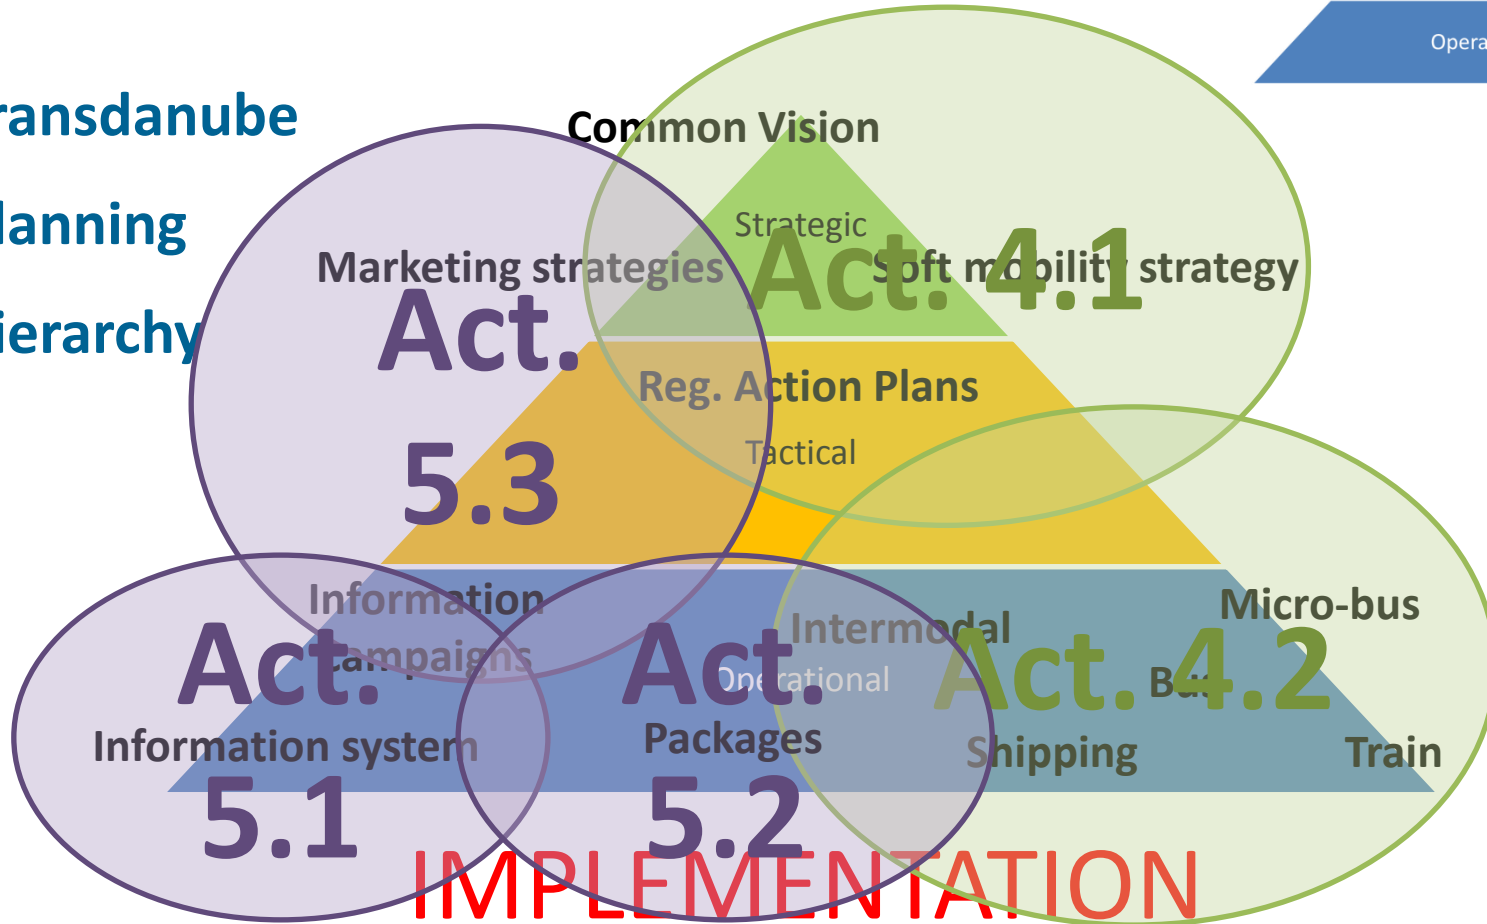 Opera
ransdanube
lanning
ierarchy
Common Vision
Strategic
Marketing strategies
Soft mobility strategy
Act. 4.1
Act.
5.3
Reg. Action Plans
Tactical
Information
campaigns
Micro-bus
Intermodal
Operational
Act.
5.1
Act.
5.2
Act. 4.2
Bus
Information system
Packages
Shipping
Train
IMPLEMENTATION